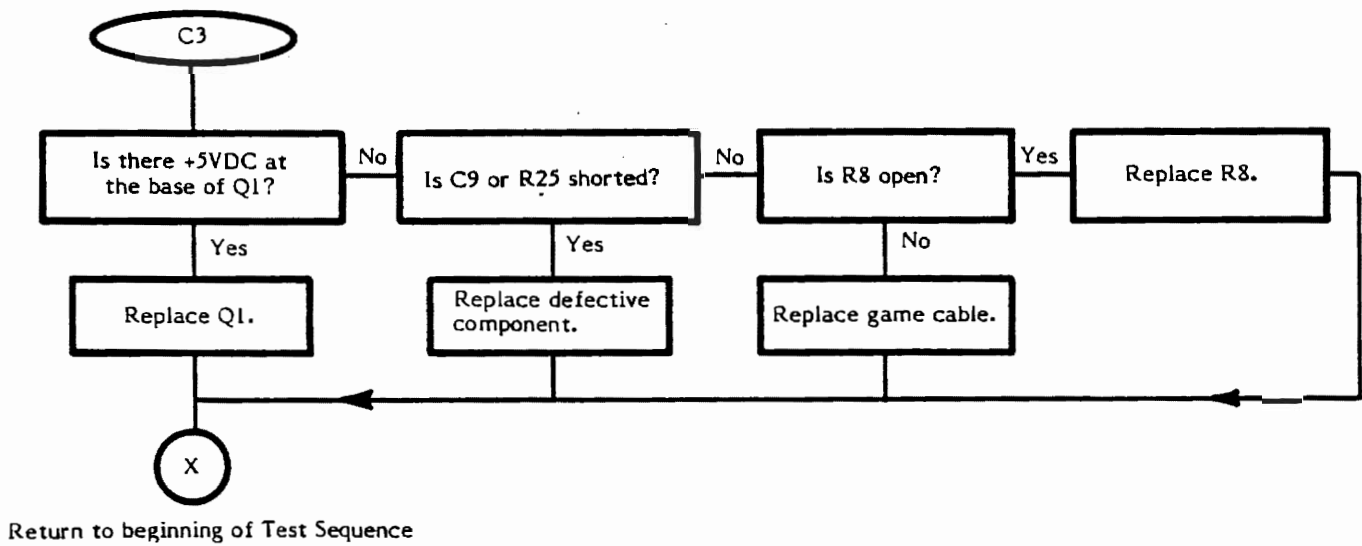 C3
Is there +5VDC at
the base of Q1?
No
Is C9 or R25 shorted?
No
Is R8 open?
Yes
Replace R8.
Yes
Replace Q1.
Yes
Replace defective
component.
No
Replace game cable.
X
Return to beginning of Test Sequence